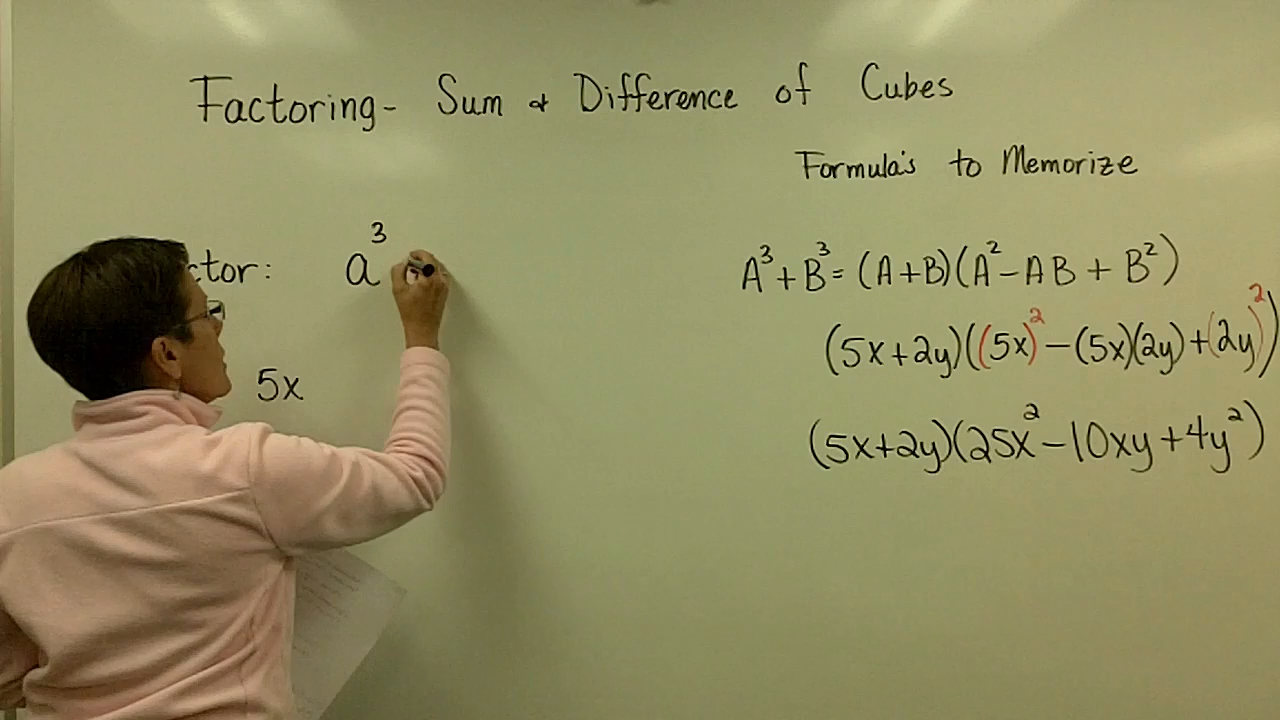 Factoring- Sum & Difference of Cubes
Formula's to Memorize
ctor: a³
A³+B³= (A+B)(A²-AB+B²)
(5x+2y)((5x)²-(5x)(2y)+(2y)²)
5x
(5x+2y)(25x²-10xy+4y²)